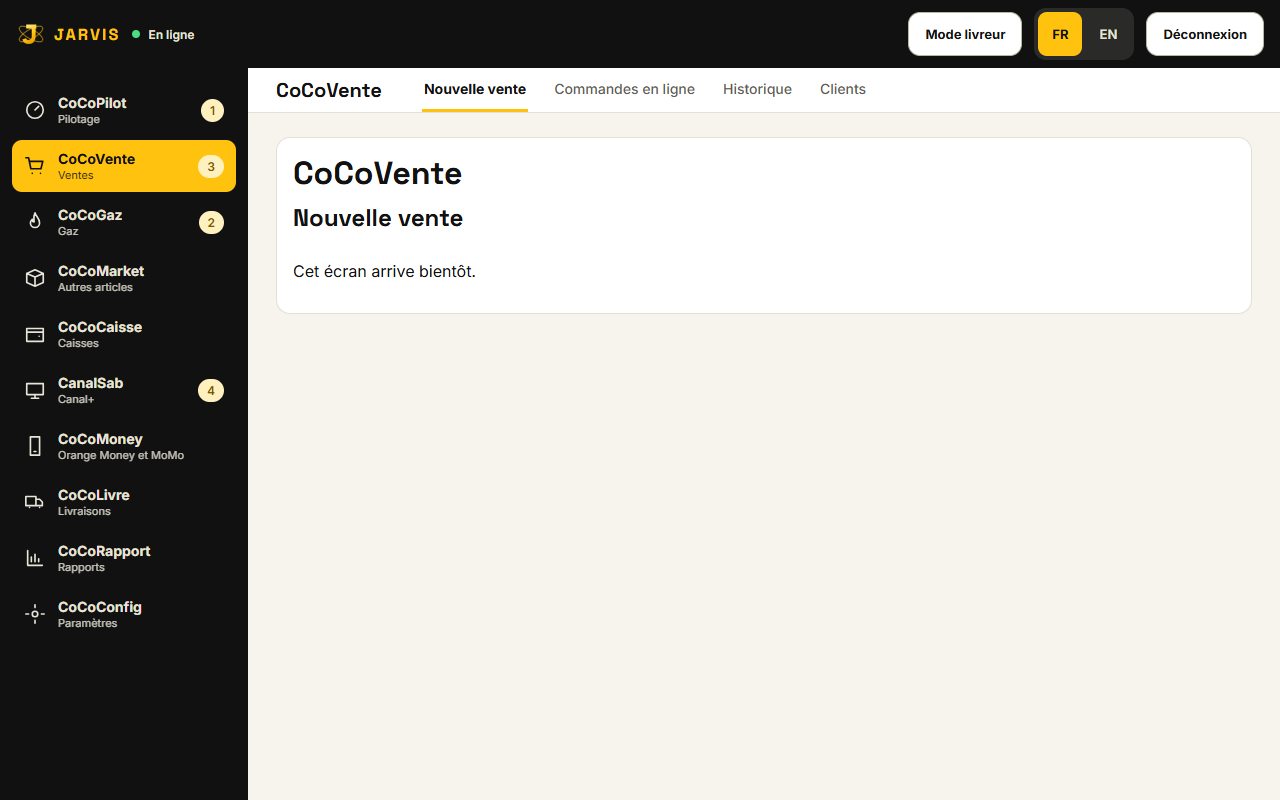 JARVIS
En ligne
Mode livreur
FR
EN
Déconnexion
CoCoPilot
Pilotage
1
CoCoVente
Ventes
3
CoCoGaz
Gaz
2
CoCoMarket
Autres articles
CoCoCaisse
Caisses
CanalSab
Canal+
4
CoCoMoney
Orange Money et MoMo
CoCoLivre
Livraisons
CoCoRapport
Rapports
CoCoConfig
Paramètres
CoCoVente
Nouvelle vente
Commandes en ligne
Historique
Clients
CoCoVente
Nouvelle vente
Cet écran arrive bientôt.